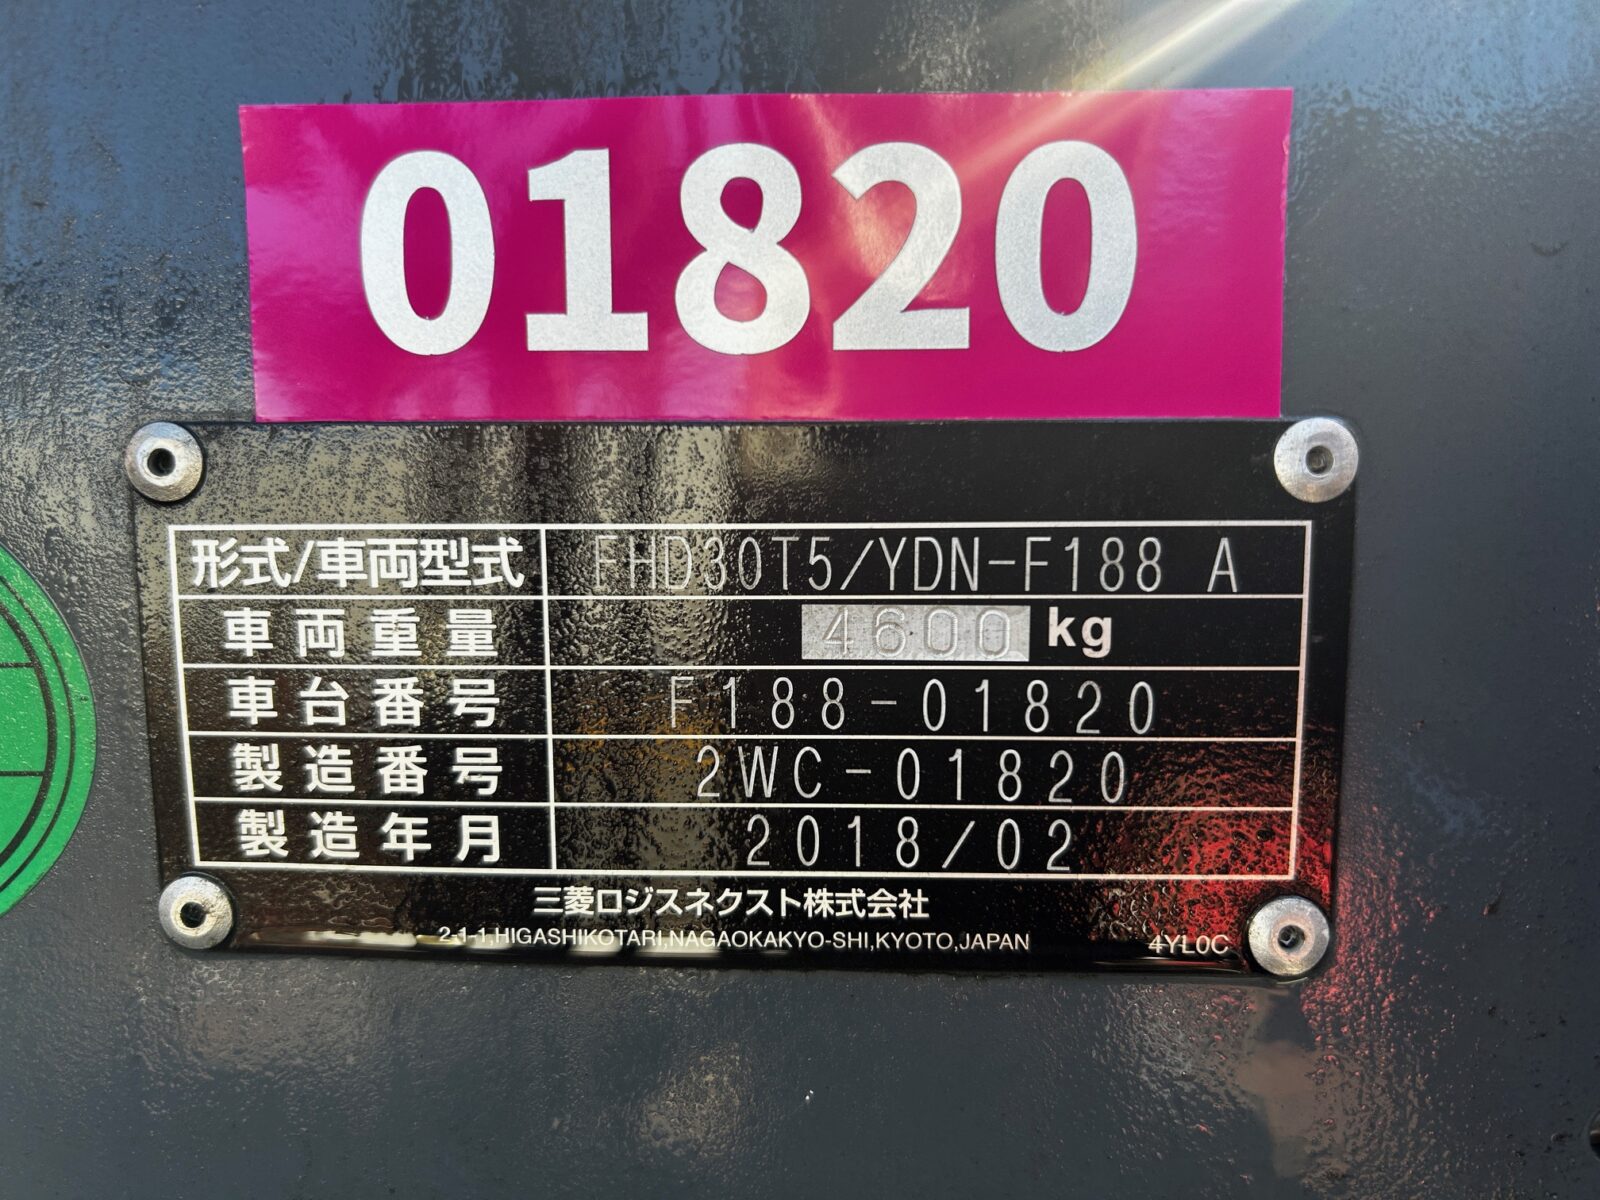 01820
形式/車両型式 FHD30T5/YDN-F188 A
車両重量 4600 kg
車台番号 F188-01820
製造番号 2WC-01820
製造年月 2018/02
三菱ロジスネクスト株式会社
2-1-1,HIGASHIKOTARI,NAGAOKAKYO-SHI,KYOTO,JAPAN 4YL0C